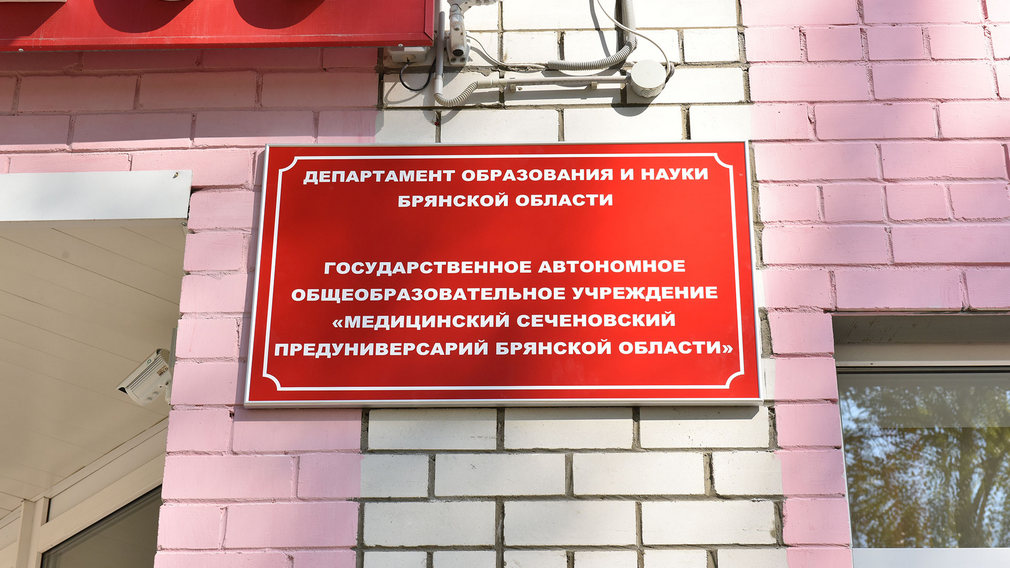 ДЕПАРТАМЕНТ ОБРАЗОВАНИЯ И НАУКИ
БРЯНСКОЙ ОБЛАСТИ
ГОСУДАРСТВЕННОЕ АВТОНОМНОЕ
ОБЩЕОБРАЗОВАТЕЛЬНОЕ УЧРЕЖДЕНИЕ
«МЕДИЦИНСКИЙ СЕЧЕНОВСКИЙ
ПРЕДУНИВЕРСАРИЙ БРЯНСКОЙ ОБЛАСТИ»